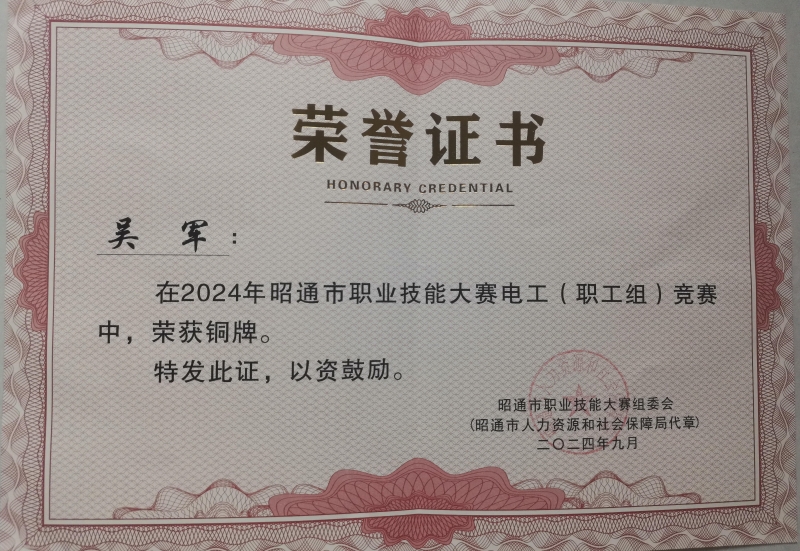 荣誉证书
HONORARY CREDENTIAL
吴 军：
在2024年昭通市职业技能大赛电工（职工组）竞赛
中，荣获铜牌。
特发此证，以资鼓励。
昭通市职业技能大赛组委会
(昭通市人力资源和社会保障局代章)
二〇二四年九月